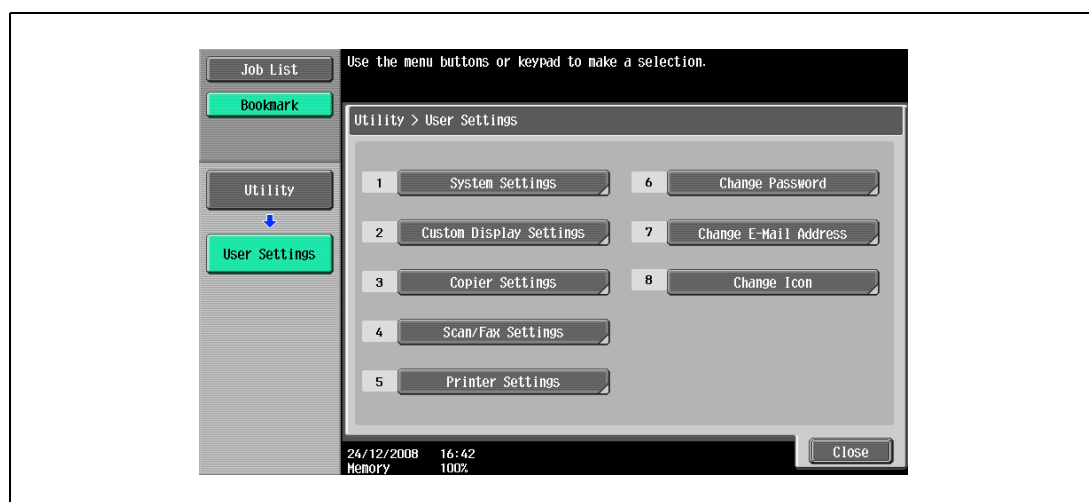 Job List
Bookmark
Utility
User Settings
Use the menu buttons or keypad to make a selection.
Utility > User Settings
1 System Settings
2 Custom Display Settings
3 Copier Settings
4 Scan/Fax Settings
5 Printer Settings
6 Change Password
7 Change E-Mail Address
8 Change Icon
24/12/2008 16:42
Memory 100%
Close